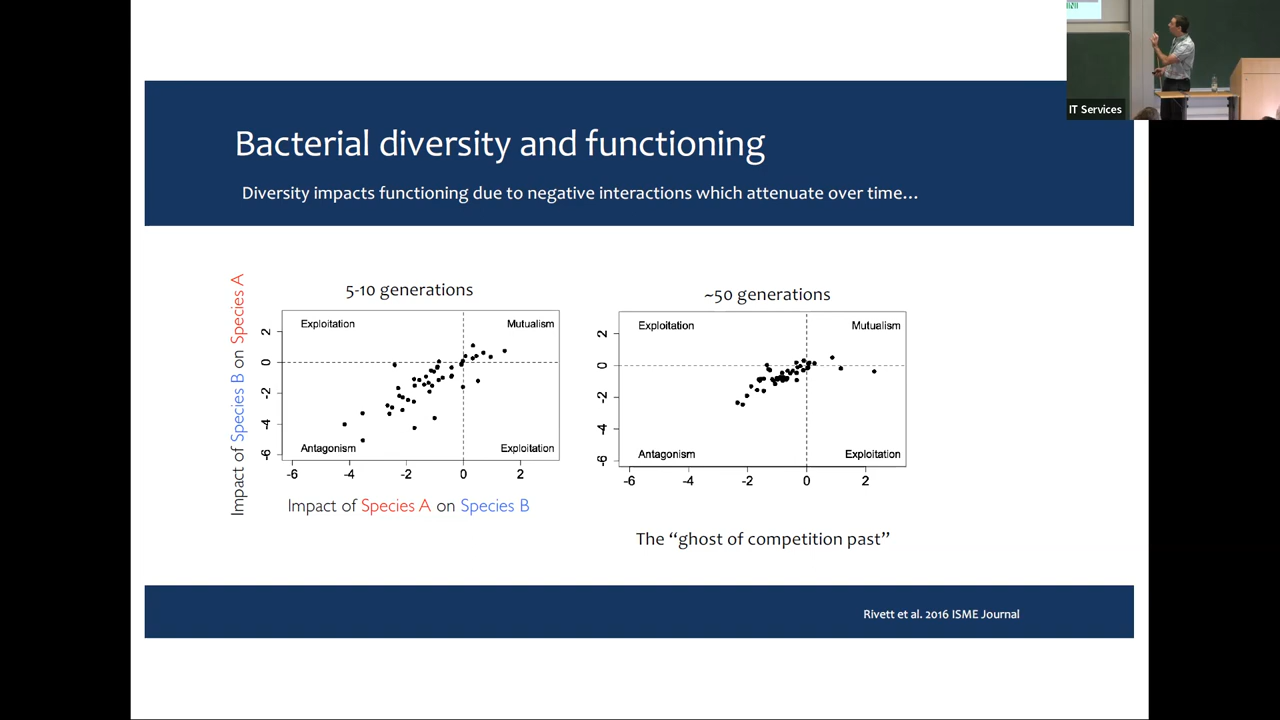 IT Services
Bacterial diversity and functioning
Diversity impacts functioning due to negative interactions which attenuate over time…
5-10 generations
Exploitation
Mutualism
Antagonism
Exploitation
2
0
-2
-4
-6
-6
-4
-2
0
2
Impact of Species B on Species A
Impact of Species A on Species B
~50 generations
Exploitation
Mutualism
Antagonism
Exploitation
2
0
-2
-4
-6
-6
-4
-2
0
2
The “ghost of competition past”
Rivett et al. 2016 ISME Journal